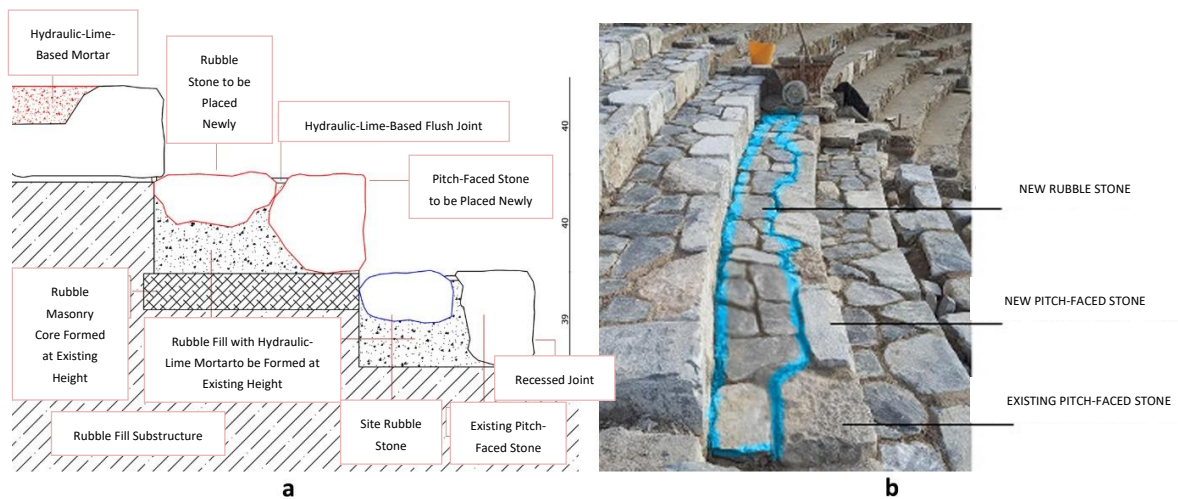 Hydraulic-Lime-
Based Mortar
Rubble
Stone to be
Placed
Newly
Hydraulic-Lime-Based Flush Joint
Pitch-Faced Stone
to be Placed Newly
40
40
39
Rubble
Masonry
Core Formed
at Existing
Height
Rubble Fill with Hydraulic-
Lime Mortarto be Formed at
Existing Height
Recessed Joint
Rubble Fill Substructure
Site Rubble
Stone
Existing Pitch-
Faced Stone
a
NEW RUBBLE STONE
NEW PITCH-FACED STONE
EXISTING PITCH-FACED STONE
b